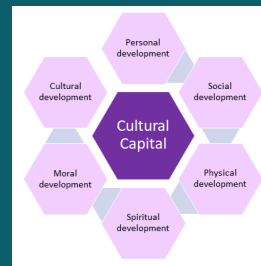 Personal
development
Social
development
Physical
development
Spiritual
development
Moral
development
Cultural
development
Cultural
Capital